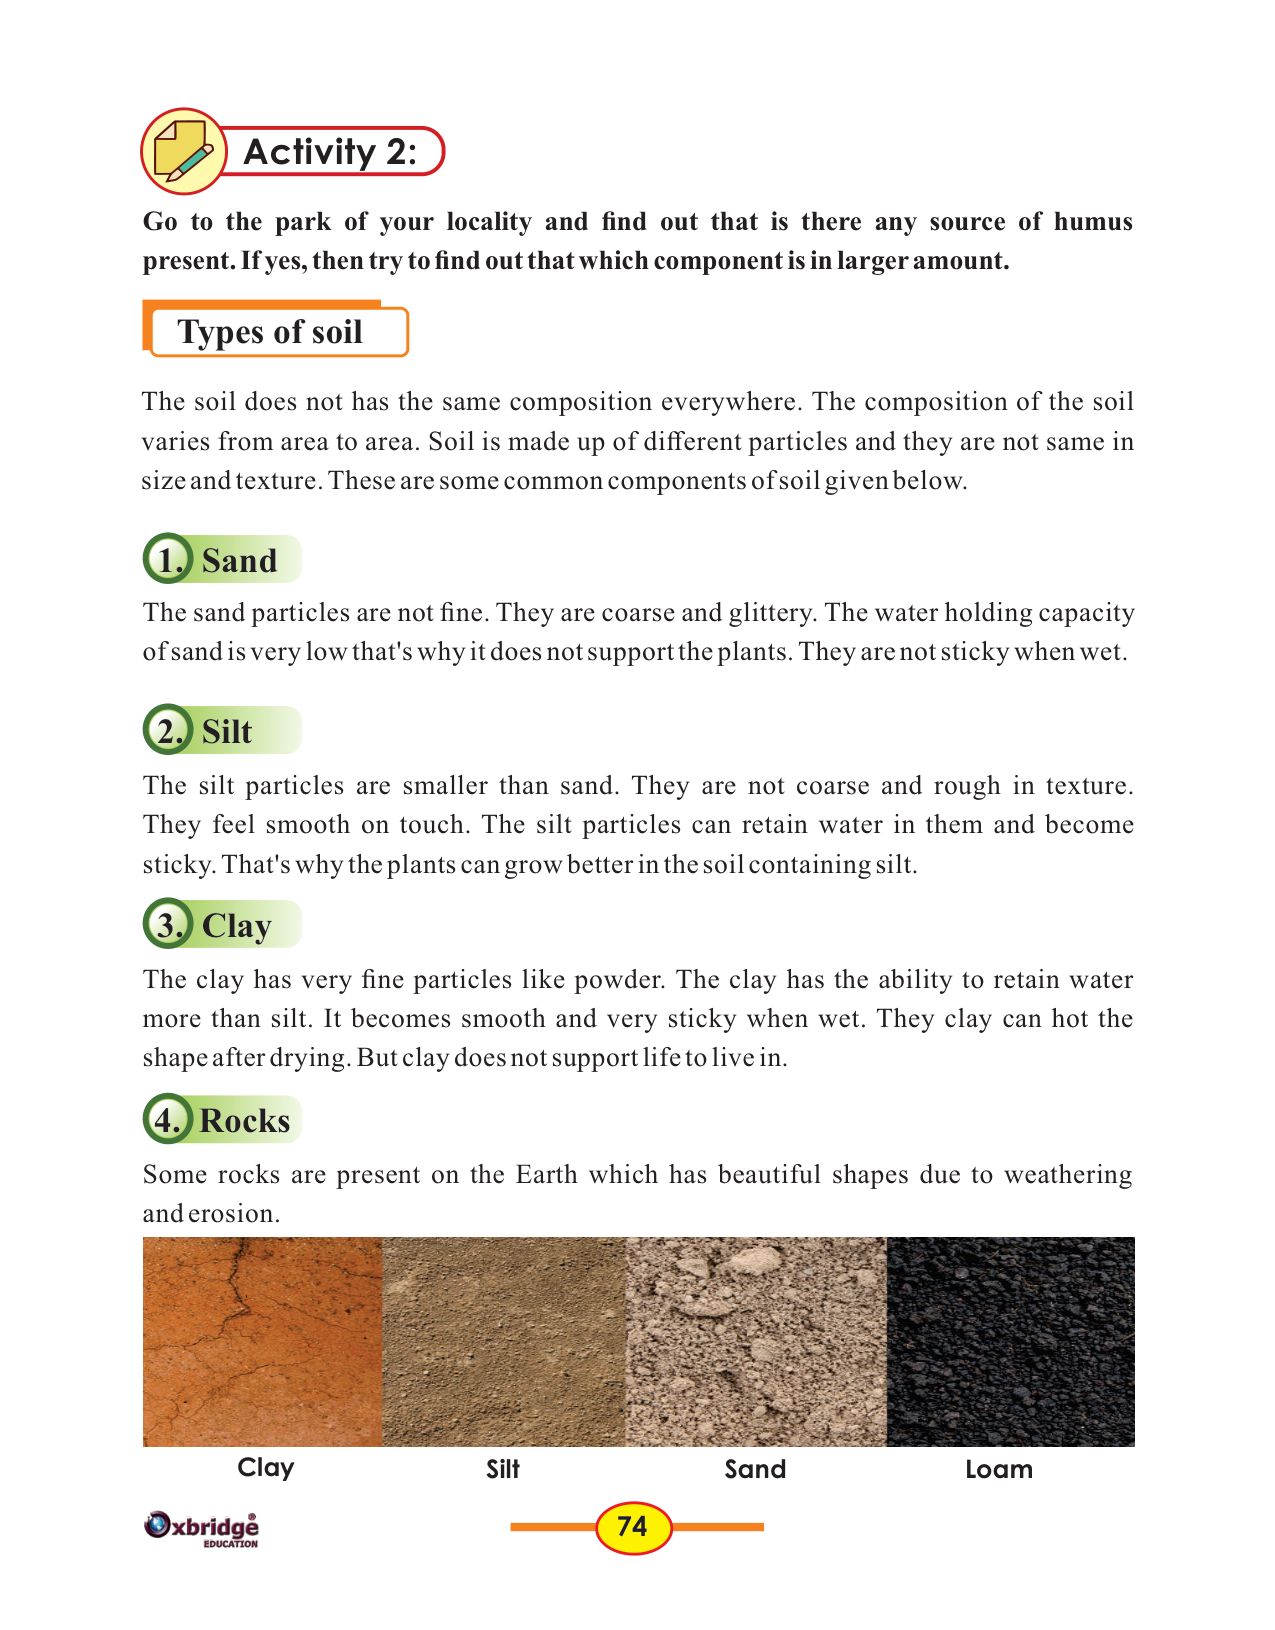 Activity 2:
Go to the park of your locality and find out that is there any source of humus
present. If yes, then try to find out that which component is in larger amount.
Types of soil
The soil does not has the same composition everywhere. The composition of the soil
varies from area to area. Soil is made up of different particles and they are not same in
size and texture. These are some common components of soil given below.
1. Sand
The sand particles are not fine. They are coarse and glittery. The water holding capacity
of sand is very low that's why it does not support the plants. They are not sticky when wet.
2. Silt
The silt particles are smaller than sand. They are not coarse and rough in texture.
They feel smooth on touch. The silt particles can retain water in them and become
sticky. That's why the plants can grow better in the soil containing silt.
3. Clay
The clay has very fine particles like powder. The clay has the ability to retain water
more than silt. It becomes smooth and very sticky when wet. They clay can hot the
shape after drying. But clay does not support life to live in.
4. Rocks
Some rocks are present on the Earth which has beautiful shapes due to weathering
and erosion.
Clay Silt Sand Loam
Oxbridge®
EDUCATION
74